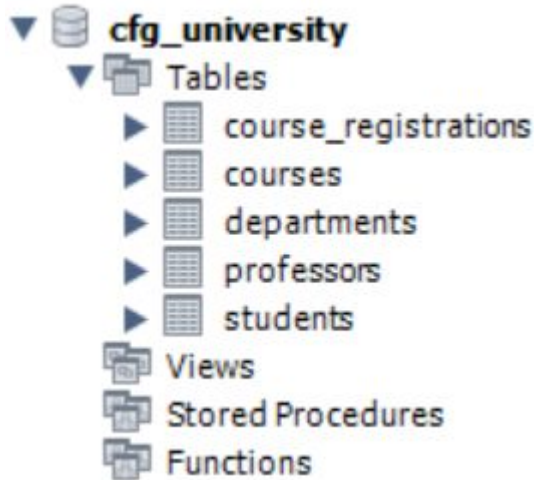 cfg_university
Tables
course_registrations
courses
departments
professors
students
Views
Stored Procedures
Functions